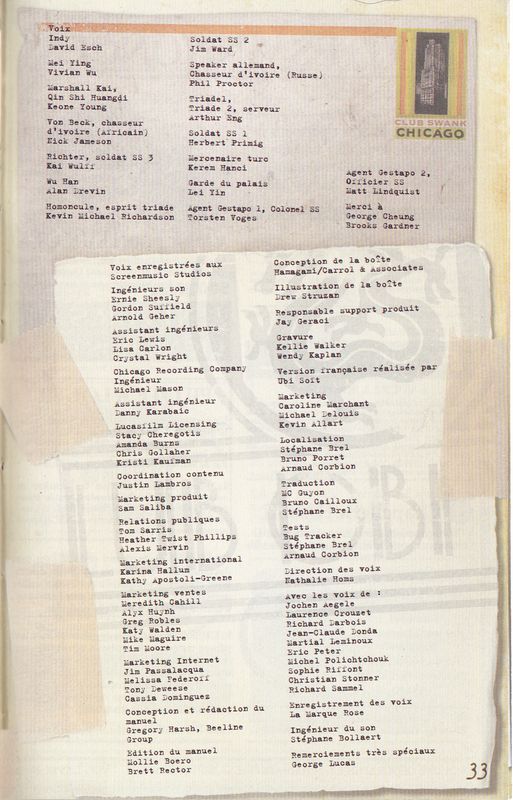 Voix
Indy
David Esch
Mei Ying
Vivian Wu
Marshall Kai,
Qin Shi Huangdi
Keone Young
Von Beck, chasseur
d'ivoire (Africain)
Nick Jameson
Richter, soldat SS 3
Kai Wulff
Wu Han
Alan Drevin
Homoncule, esprit triade
Kevin Michael Richardson
Soldat SS 2
Jim Ward
Speaker allemand,
Chasseur d'ivoire (Russe)
Phil Proctor
Triadel,
Triade 2, serveur
Arthur Eng
Soldat SS 1
Herbert Primig
Mercenaire turc
Kerem Hanci
Garde du palais
Lei Yin
Agent Gestapo 1, Colonel SS
Torsten Voges
CLUB SWANK
CHICAGO
Agent Gestapo 2,
Officier SS
Matt Lindquist
Merci à
George Cheung
Brooks Gardner
Voix enregistrées aux
Screenmusic Studios
Ingénieurs son
Ernie Sheesly
Gordon Suffield
Arnold Geher
Assistant ingénieurs
Eric Lewis
Lisa Carlon
Crystal Wright
Chicago Recording Company
Ingénieur
Michael Mason
Assistant ingénieur
Danny Karabaic
Lucasfilm Licensing
Stacy Cheregotis
Amanda Burns
Chris Gollaher
Kristi Kaufman
Coordination contenu
Justin Lambros
Marketing produit
Sam Saliba
Relations publiques
Tom Sarris
Heather Twist Phillips
Alexis Mervin
Marketing international
Karina Hallum
Kathy Apostoli-Greene
Marketing ventes
Meredith Cahill
Alyx Huynh
Greg Robles
Katy Walden
Mike Maguire
Tim Moore
Marketing Internet
Jim Passalacqua
Melissa Federoff
Tony Deweese
Cassia Dominguez
Conception et rédaction du
manuel
Gregory Harsh, Beeline
Group
Edition du manuel
Mollie Boero
Brett Rector
Conception de la boîte
Hamagami/Carrol & Associates
Illustration de la boîte
Drew Struzan
Responsable support produit
Jay Geraci
Gravure
Kellie Walker
Wendy Kaplan
Version française réalisée par
Ubi Soft
Marketing
Caroline Marchant
Michael Delouis
Kevin Allart
Localisation
Stéphane Brel
Bruno Porret
Arnaud Corbion
Traduction
MC Guyon
Bruno Cailloux
Stéphane Brel
Tests
Bug Tracker
Stéphane Brel
Arnaud Corbion
Direction des voix
Nathalie Homs
Avec les voix de :
Jochen Aegele
Laurence Crouzet
Richard Darbois
Jean-Claude Donda
Martial Leminoux
Eric Peter
Michel Polichtchouk
Sophie Riffont
Christian Stonner
Richard Sammel
Enregistrement des voix
La Marque Rose
Ingénieur du son
Stéphane Bollaert
Remerciements très spéciaux
George Lucas
33